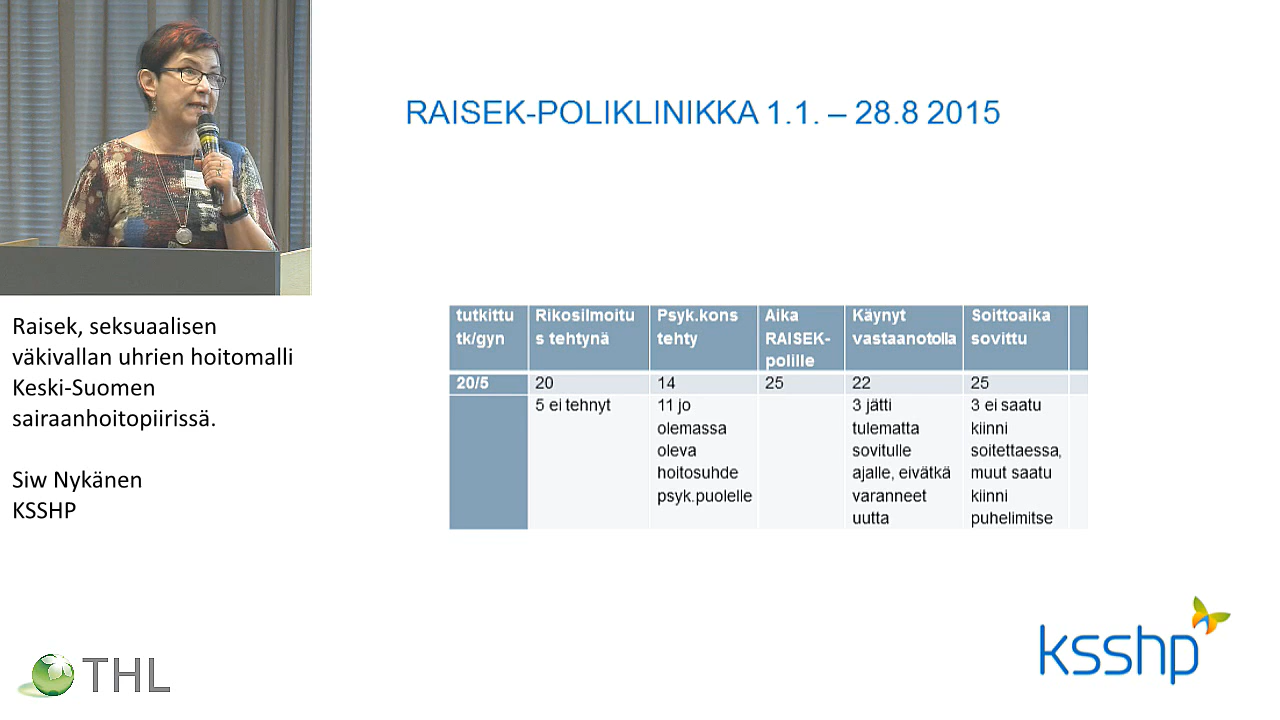 RAISEK-POLIKLINIKKA 1.1. – 28.8 2015
tutkittu tk/gyn
Rikosilmoitu s tehtynä
Psyk.kons tehty
Aika RAISEK-polille
Käynyt vastaanotolla
Soittoaika sovittu
20/5
20
14
25
22
25
5 ei tehnyt
11 jo olemassa oleva hoitosuhde psyk.puolelle
3 jätti tulematta sovitulle ajalle, eivätkä varanneet uutta
3 ei saatu kiinni soitettaessa, muut saatu kiinni puhelimitse
Raisek, seksuaalisen
väkivallan uhrien hoitomalli
Keski-Suomen
sairaanhoitopiirissä.
Siw Nykänen
KSSHP
THL
ksshp